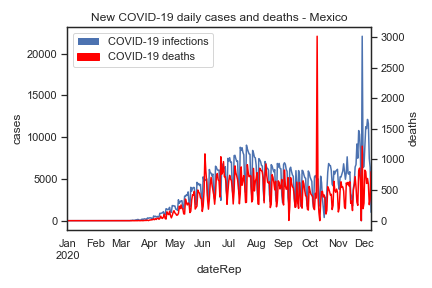 New COVID-19 daily cases and deaths - Mexico
COVID-19 infections
COVID-19 deaths
cases
20000
15000
10000
5000
0
deaths
3000
2500
2000
1500
1000
500
0
Jan Feb Mar Apr May Jun Jul Aug Sep Oct Nov Dec
2020
dateRep